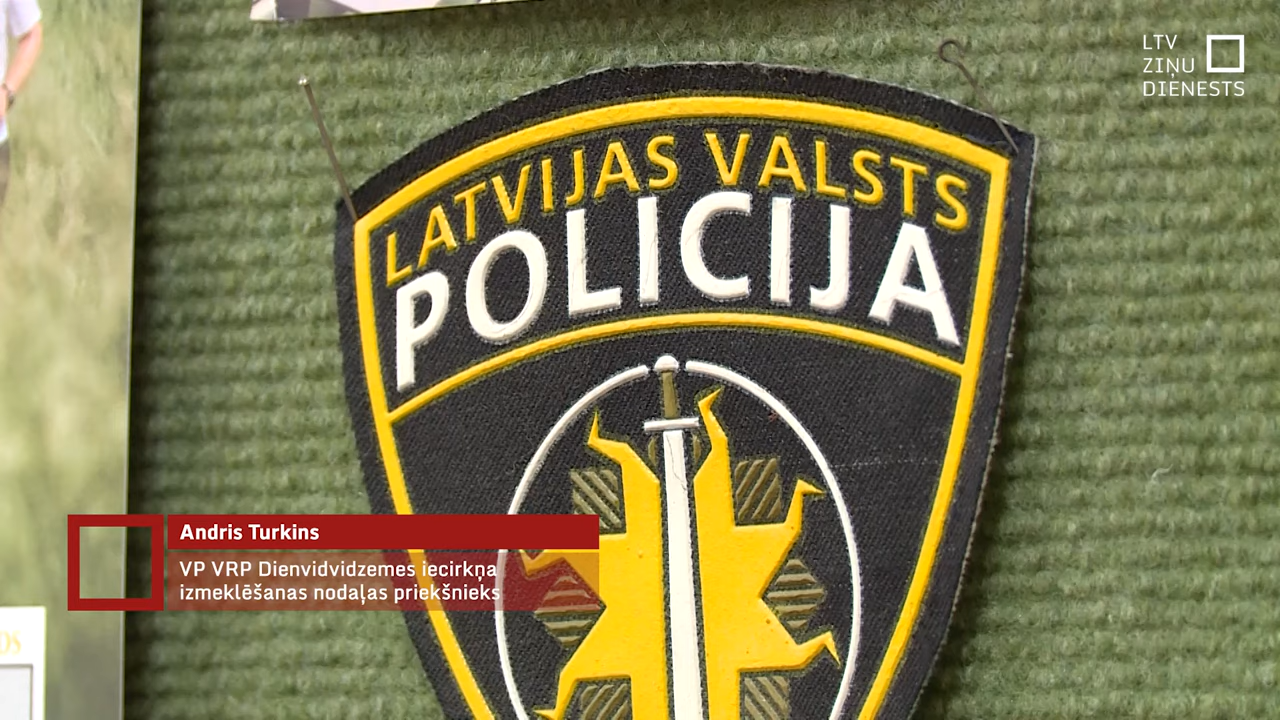 LTV
ZIŅU
DIENESTS
LATVIJAS VALSTS
POLICIJA
Andris Turkins
VP VRP Dienvidvidzemes iecirkņa
izmeklēšanas nodaļas priekšnieks